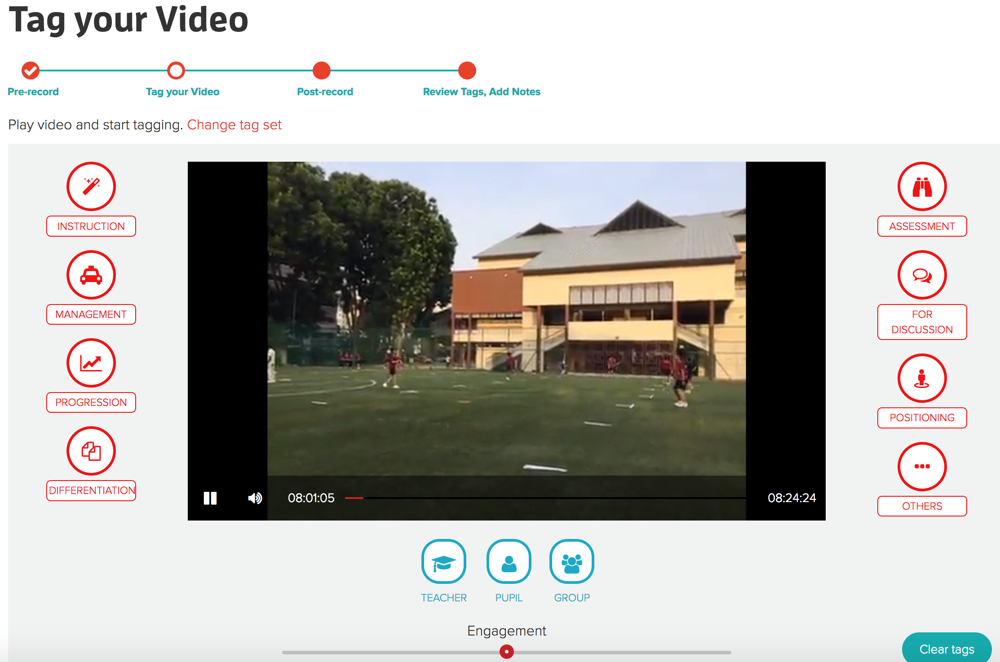 Tag your Video
Pre-record
Tag your Video
Post-record
Review Tags, Add Notes
Play video and start tagging. Change tag set
INSTRUCTION
MANAGEMENT
PROGRESSION
DIFFERENTIATION
08:01:05
08:24:24
ASSESSMENT
FOR
DISCUSSION
POSITIONING
OTHERS
TEACHER
PUPIL
GROUP
Engagement
Clear tags